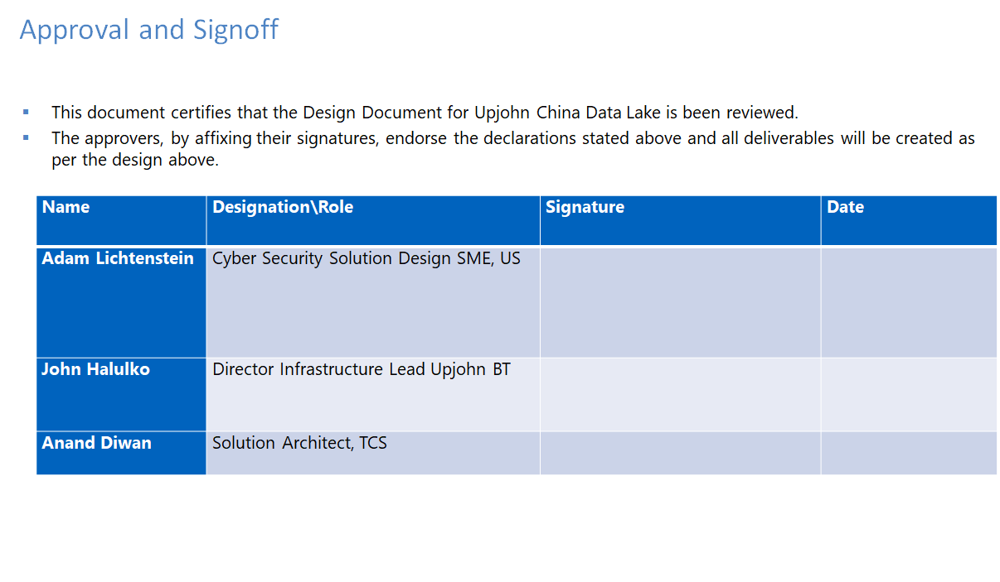 Approval and Signoff
This document certifies that the Design Document for Upjohn China Data Lake is been reviewed.
The approvers, by affixing their signatures, endorse the declarations stated above and all deliverables will be created as
per the design above.
Name Designation\Role Signature Date
Adam Lichtenstein Cyber Security Solution Design SME, US
John Halulko Director Infrastructure Lead Upjohn BT
Anand Diwan Solution Architect, TCS